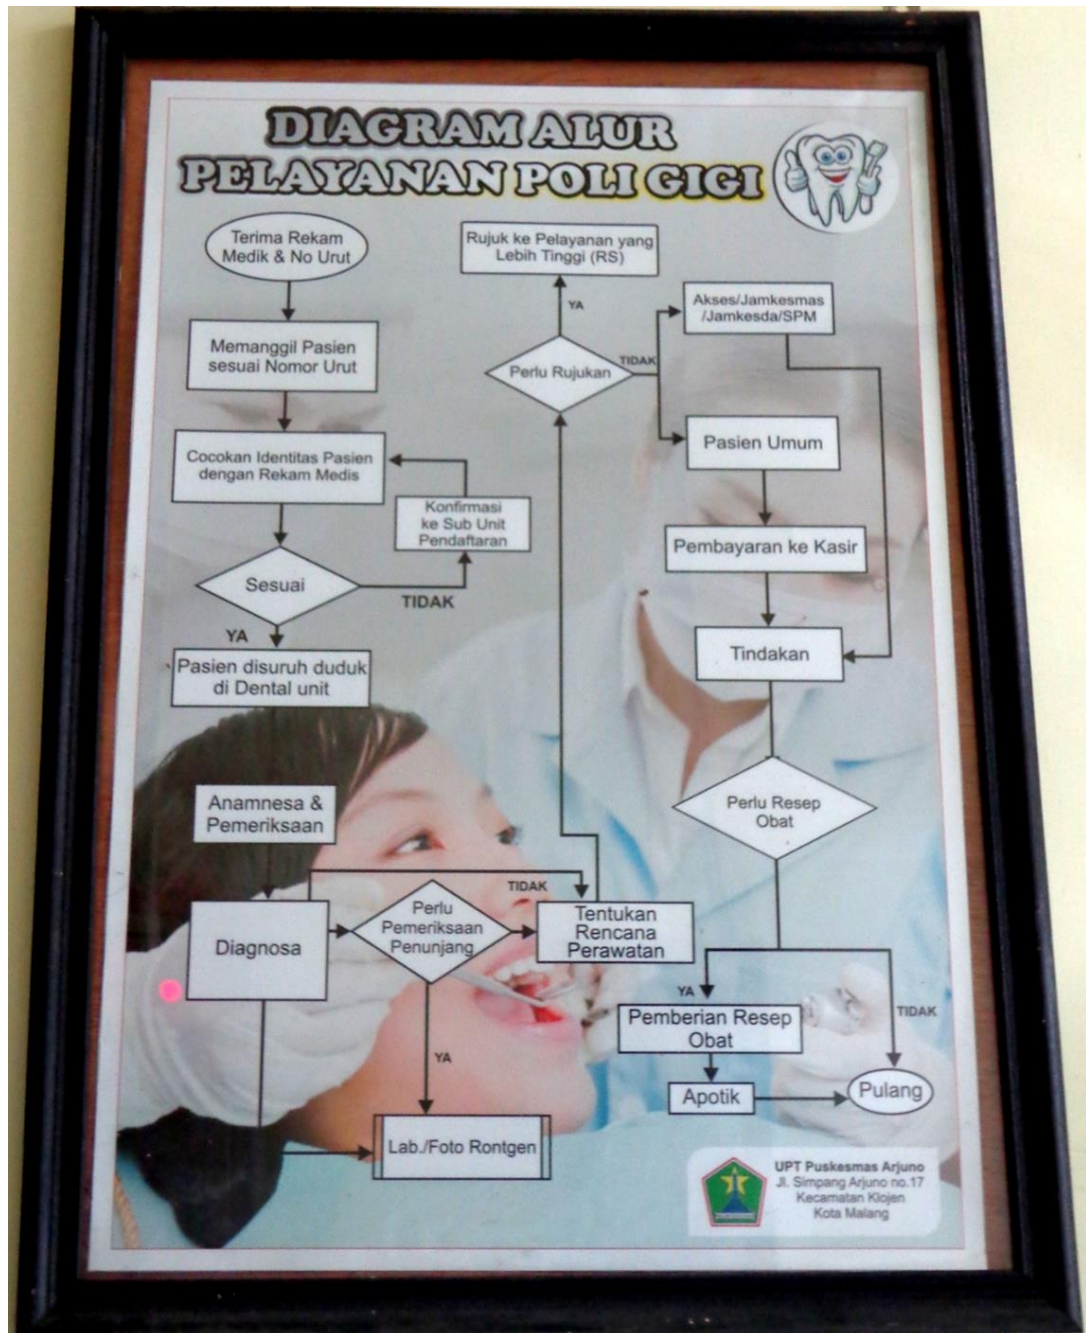 DIAGRAM ALUR
PELAYANAN POLI GIGI
Terima Rekam
Medik & No Urut
Memanggil Pasien
sesuai Nomor Urut
Cocokan Identitas Pasien
dengan Rekam Medis
Konfirmasi
ke Sub Unit
Pendaftaran
Sesuai
TIDAK
YA
Pasien disuruh duduk
di Dental unit
Anamnesa &
Pemeriksaan
Diagnosa
Perlu
Pemeriksaan
Penunjang
TIDAK
YA
Lab./Foto Rontgen
Tentukan
Rencana
Perawatan
Perlu Rujukan
YA
Rujuk ke Pelayanan yang
Lebih Tinggi (RS)
TIDAK
Akses/Jamkesmas
/Jamkesda/SPM
Pasien Umum
Pembayaran ke Kasir
Tindakan
Perlu Resep
Obat
YA
TIDAK
Pemberian Resep
Obat
Apotik
Pulang
UPT Puskesmas Arjuno
Jl. Simpang Arjuno no.17
Kecamatan Klojen
Kota Malang